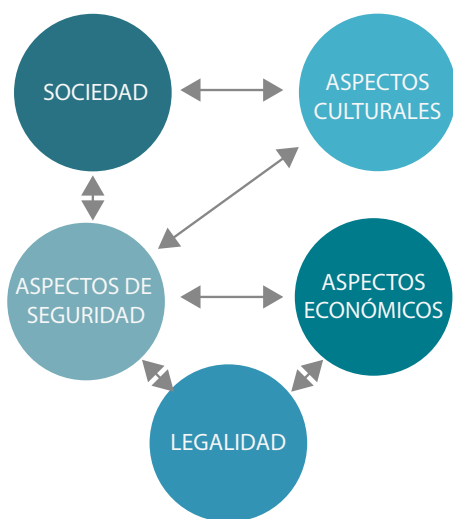 SOCIEDAD
ASPECTOS
CULTURALES
ASPECTOS DE
SEGURIDAD
ASPECTOS
ECONÓMICOS
LEGALIDAD